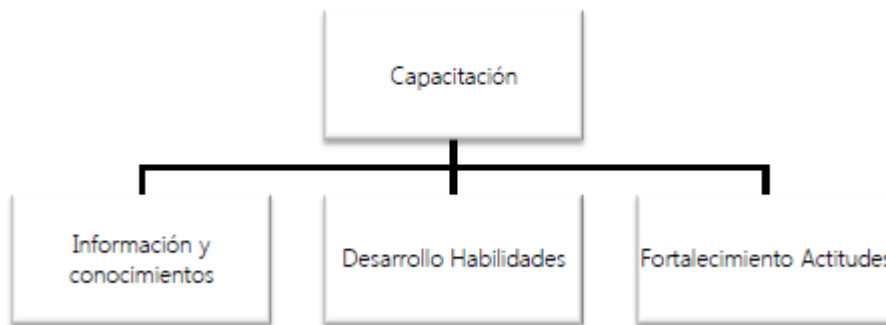 Capacitación
Información y
conocimientos
Desarrollo Habilidades
Fortalecimiento Actitudes